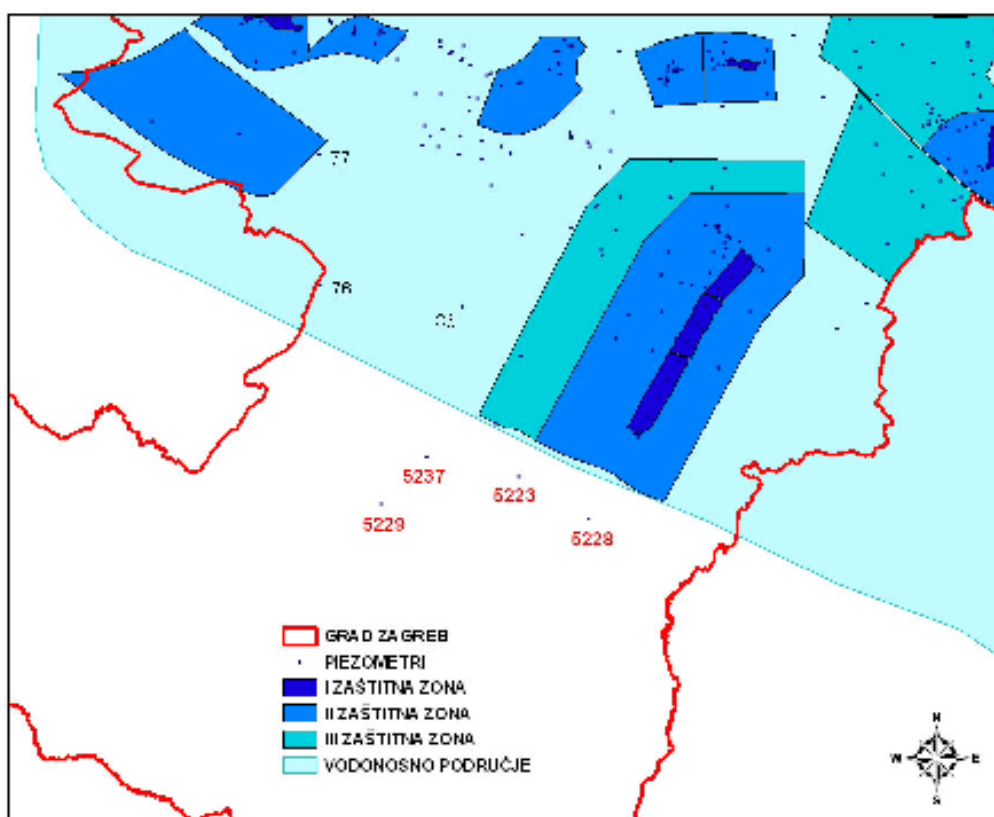 77
76
5237
5223
5229
5228
GRAD ZAGREB
PIEZOMETRI
I ZAŠTITNA ZONA
II ZAŠTITNA ZONA
III ZAŠTITNA ZONA
VODONOSNO PODRUČJE
N
W E
S